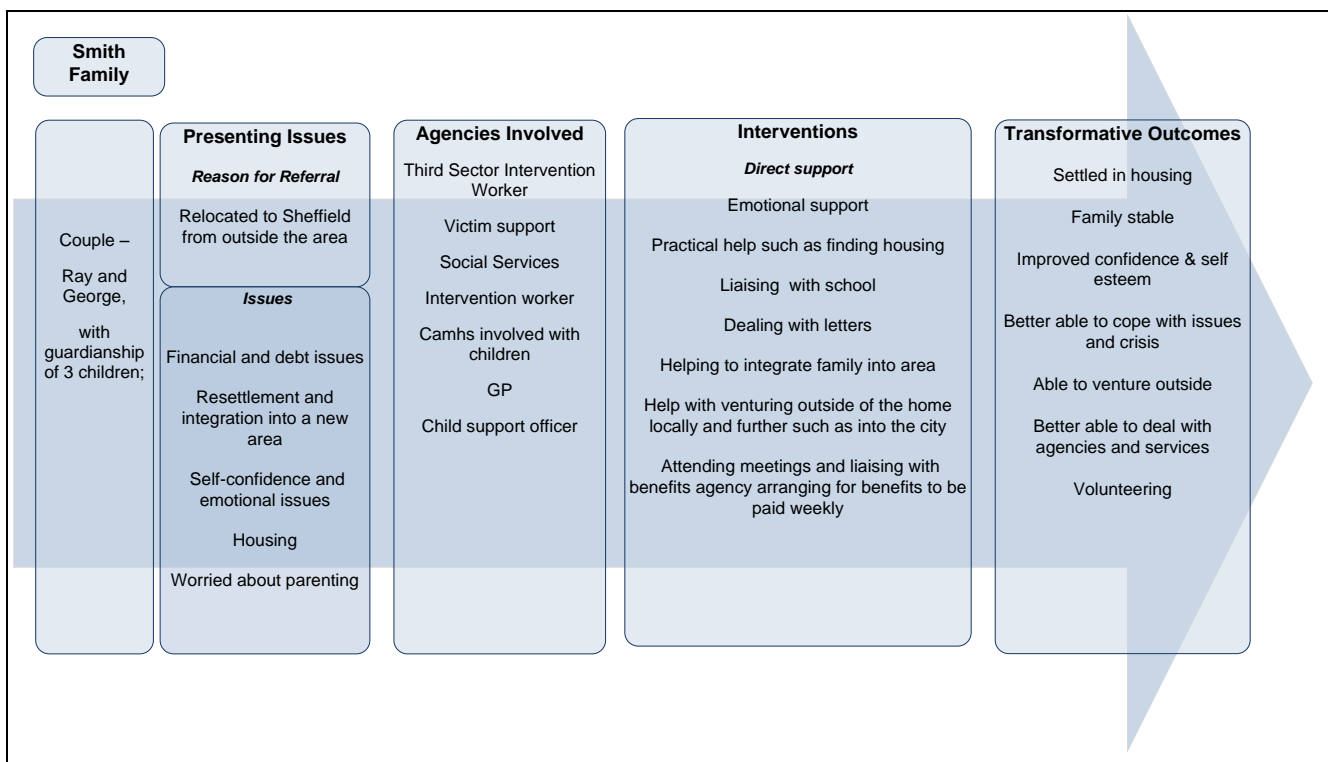 Smith
Family
Couple –
Ray and
George,
with
guardianship
of 3 children;
Presenting Issues
Reason for Referral
Relocated to Sheffield
from outside the area
Issues
Financial and debt issues
Resettlement and
integration into a new
area
Self-confidence and
emotional issues
Housing
Worried about parenting
Agencies Involved
Third Sector Intervention
Worker
Victim support
Social Services
Intervention worker
Camhs involved with
children
GP
Child support officer
Interventions
Direct support
Emotional support
Practical help such as finding housing
Liaising with school
Dealing with letters
Helping to integrate family into area
Help with venturing outside of the home
locally and further such as into the city
Attending meetings and liaising with
benefits agency arranging for benefits to be
paid weekly
Transformative Outcomes
Settled in housing
Family stable
Improved confidence & self
esteem
Better able to cope with issues
and crisis
Able to venture outside
Better able to deal with
agencies and services
Volunteering